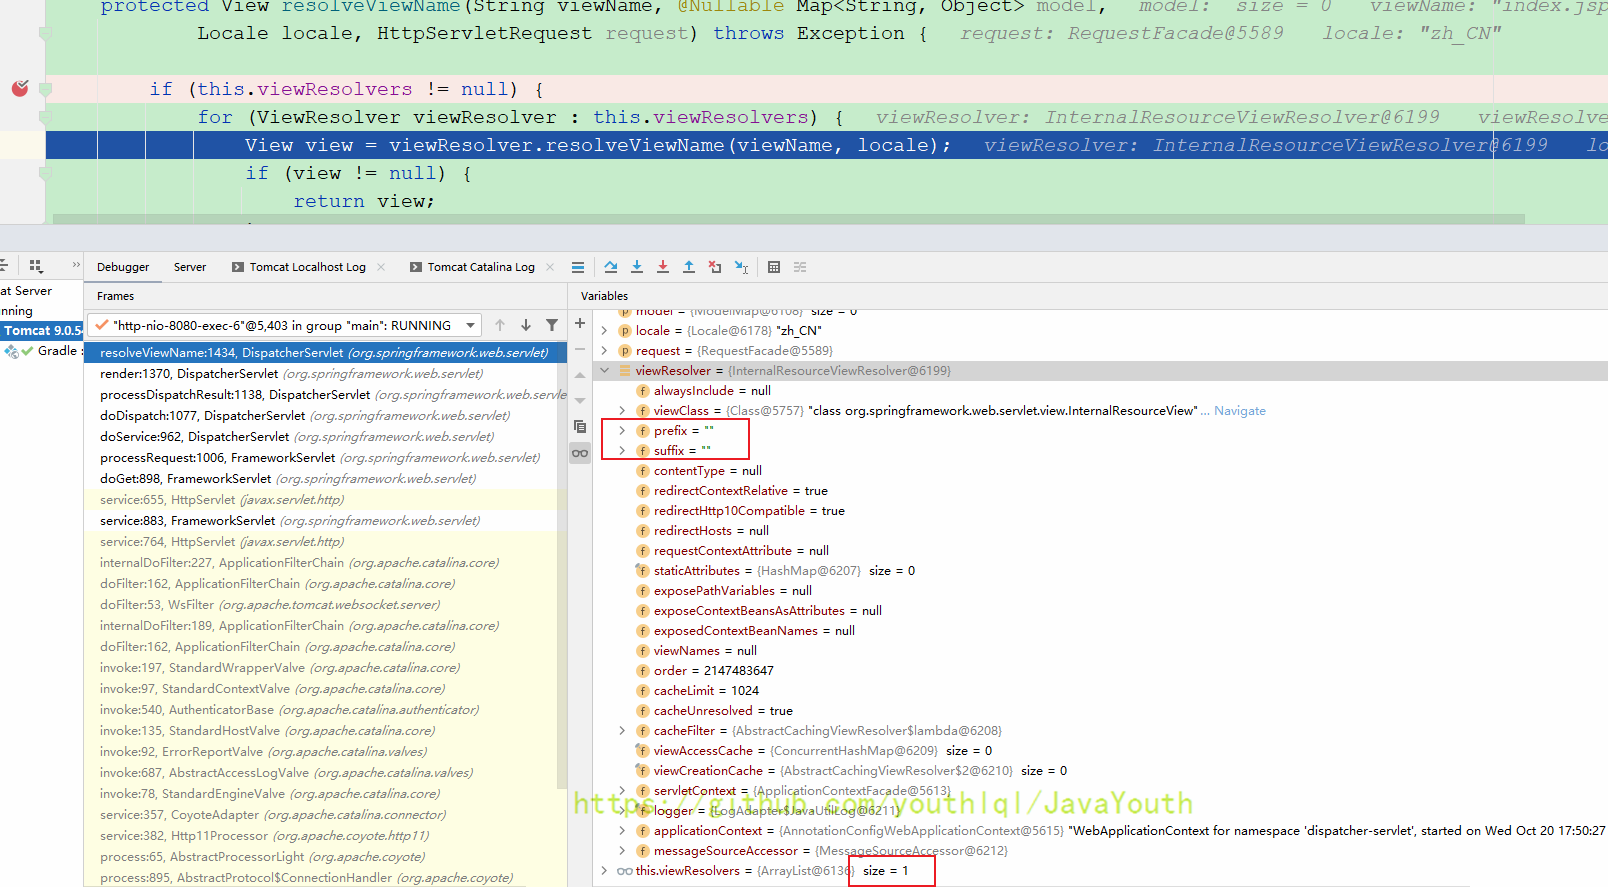 protected View resolveViewName(String viewName, @Nullable Map<String, Object> model,   model:  size = 0   viewName: "index.jsp
Locale locale, HttpServletRequest request) throws Exception {   request: RequestFacade@5589   locale: "zh_CN"
if (this.viewResolvers != null) {
for (ViewResolver viewResolver : this.viewResolvers) {   viewResolver: InternalResourceViewResolver@6199   viewResolve
View view = viewResolver.resolveViewName(viewName, locale);   viewResolver: InternalResourceViewResolver@6199   lo
if (view != null) {
return view;
Debugger   Server   Tomcat Localhost Log   Tomcat Catalina Log
at Server
nning
Tomcat 9.0.5
Gradle :
Frames
"http-nio-8080-exec-6"@5,403 in group "main": RUNNING
resolveViewName:1434, DispatcherServlet (org.springframework.web.servlet)
render:1370, DispatcherServlet (org.springframework.web.servlet)
processDispatchResult:1138, DispatcherServlet (org.springframework.web.servle
doDispatch:1077, DispatcherServlet (org.springframework.web.servlet)
doService:962, DispatcherServlet (org.springframework.web.servlet)
processRequest:1006, FrameworkServlet (org.springframework.web.servlet)
doGet:898, FrameworkServlet (org.springframework.web.servlet)
service:655, HttpServlet (javax.servlet.http)
service:883, FrameworkServlet (org.springframework.web.servlet)
service:764, HttpServlet (javax.servlet.http)
internalDoFilter:227, ApplicationFilterChain (org.apache.catalina.core)
doFilter:162, ApplicationFilterChain (org.apache.catalina.core)
doFilter:53, WsFilter (org.apache.tomcat.websocket.server)
internalDoFilter:189, ApplicationFilterChain (org.apache.catalina.core)
doFilter:162, ApplicationFilterChain (org.apache.catalina.core)
invoke:197, StandardWrapperValve (org.apache.catalina.core)
invoke:97, StandardContextValve (org.apache.catalina.core)
invoke:540, AuthenticatorBase (org.apache.catalina.authenticator)
invoke:135, StandardHostValve (org.apache.catalina.core)
invoke:92, ErrorReportValve (org.apache.catalina.valves)
invoke:687, AbstractAccessLogValve (org.apache.catalina.valves)
invoke:78, StandardEngineValve (org.apache.catalina.core)
service:357, CoyoteAdapter (org.apache.catalina.connector)
service:382, Http11Processor (org.apache.coyote.http11)
process:65, AbstractProcessorLight (org.apache.coyote)
process:895, AbstractProtocol$ConnectionHandler (org.apache.coyote)
Variables
model = {ModelMap@6108} size = 0
locale = {Locale@6178} "zh_CN"
request = {RequestFacade@5589}
viewResolver = {InternalResourceViewResolver@6199}
alwaysInclude = null
viewClass = {Class@5757} "class org.springframework.web.servlet.view.InternalResourceView" ... Navigate
prefix = ""
suffix = ""
contentType = null
redirectContextRelative = true
redirectHttp10Compatible = true
redirectHosts = null
requestContextAttribute = null
staticAttributes = {HashMap@6207} size = 0
exposePathVariables = null
exposeContextBeansAsAttributes = null
exposedContextBeanNames = null
viewNames = null
order = 2147483647
cacheLimit = 1024
cacheUnresolved = true
cacheFilter = {AbstractCachingViewResolver$lambda@6208}
viewAccessCache = {ConcurrentHashMap@6209} size = 0
viewCreationCache = {AbstractCachingViewResolver$2@6210} size = 0
servletContext = {ApplicationContextFacade@5613}
https://github.com/youthlql/JavaYouth
logger = {LogAdapter$JavaUtilLog@6211}
applicationContext = {AnnotationConfigWebApplicationContext@5615} "WebApplicationContext for namespace 'dispatcher-servlet', started on Wed Oct 20 17:50:27
messageSourceAccessor = {MessageSourceAccessor@6212}
this.viewResolvers = {ArrayList@6136} size = 1